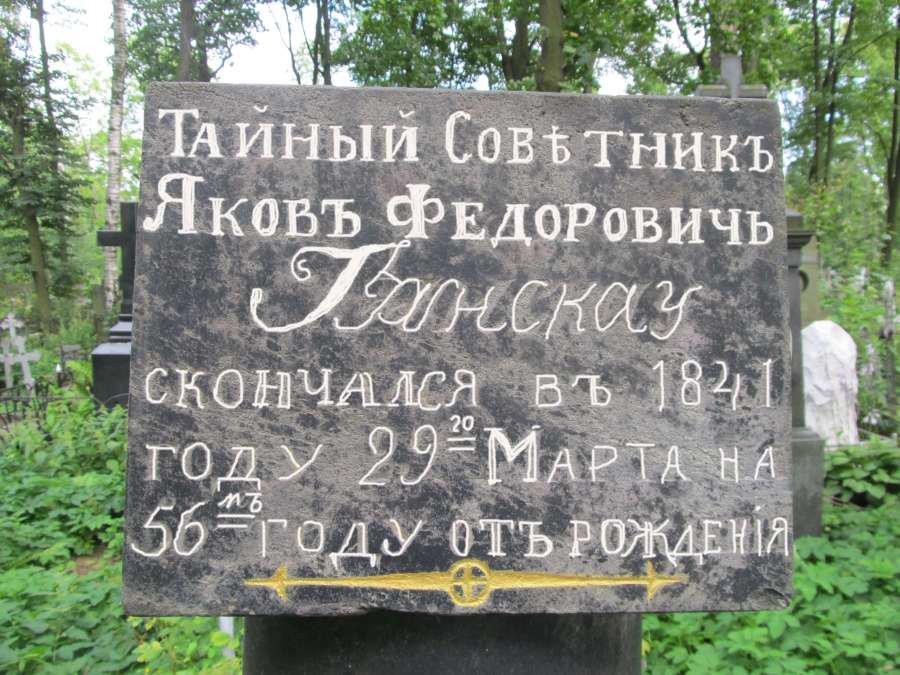 Тайный Совѣтникъ
Яковъ Федоровичь
Ганскау
скончался въ 1841
году 29го Марта на
56мъ году отъ рожденія